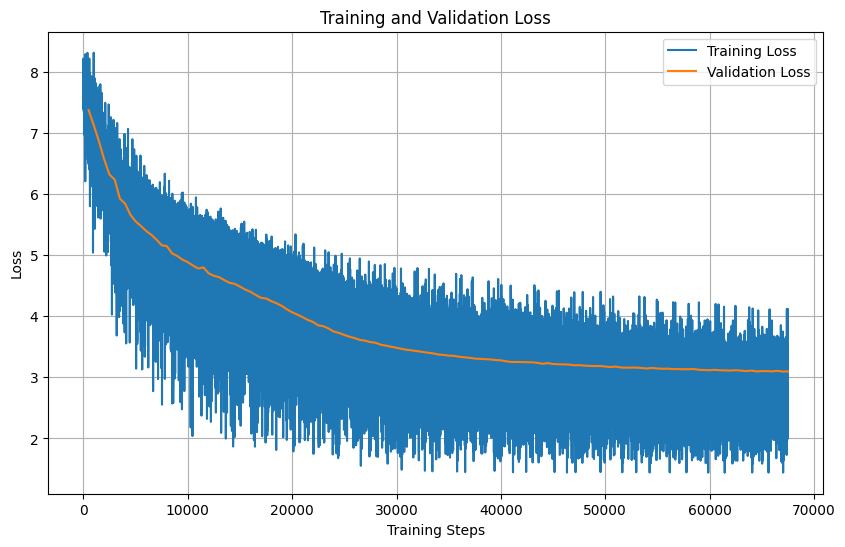 Training and Validation Loss
Training Loss
Validation Loss
Loss
8
7
6
5
4
3
2
0 10000 20000 30000 40000 50000 60000 70000
Training Steps